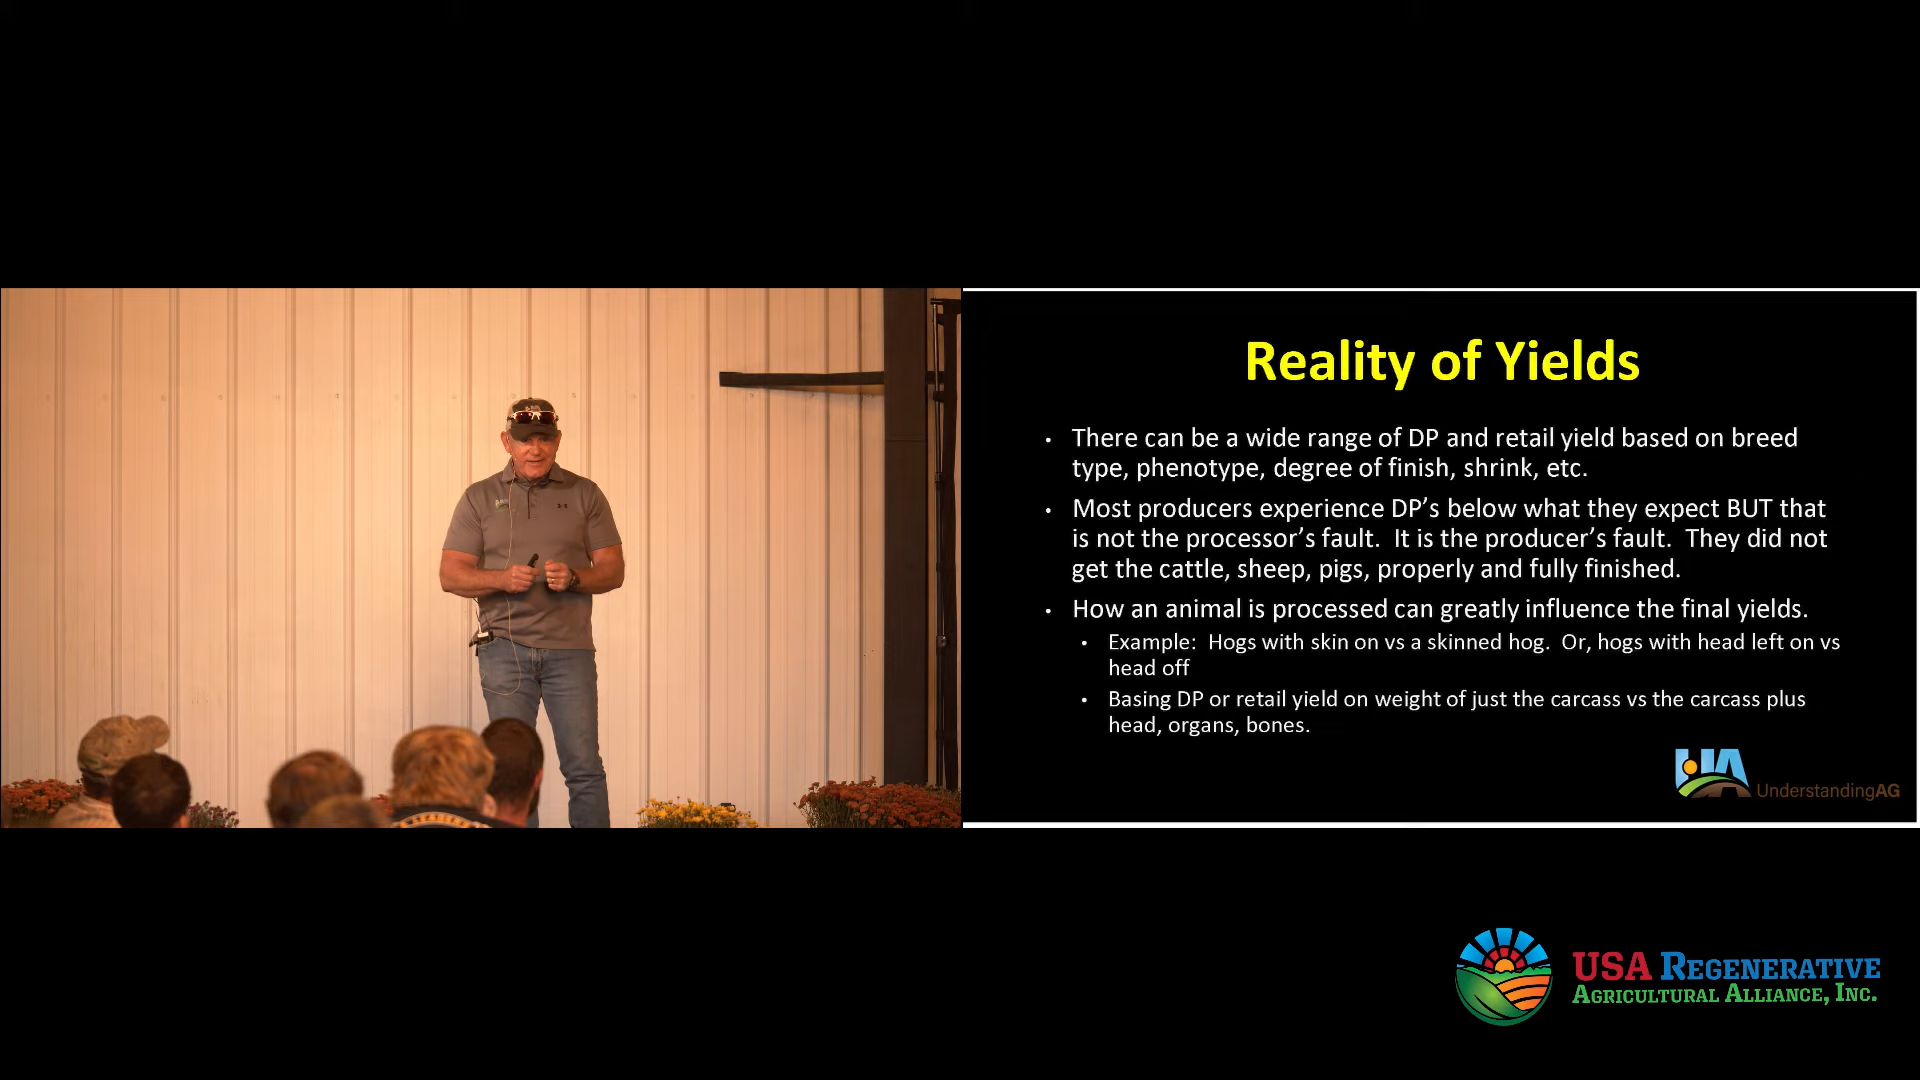 Reality of Yields
• There can be a wide range of DP and retail yield based on breed
type, phenotype, degree of finish, shrink, etc.
• Most producers experience DP's below what they expect BUT that
is not the processor's fault.  It is the producer's fault.  They did not
get the cattle, sheep, pigs, properly and fully finished.
• How an animal is processed can greatly influence the final yields.
• Example:  Hogs with skin on vs a skinned hog.  Or, hogs with head left on vs
head off
• Basing DP or retail yield on weight of just the carcass vs the carcass plus
head, organs, bones.
UA
UnderstandingAG
USA REGENERATIVE
AGRICULTURAL ALLIANCE, INC.